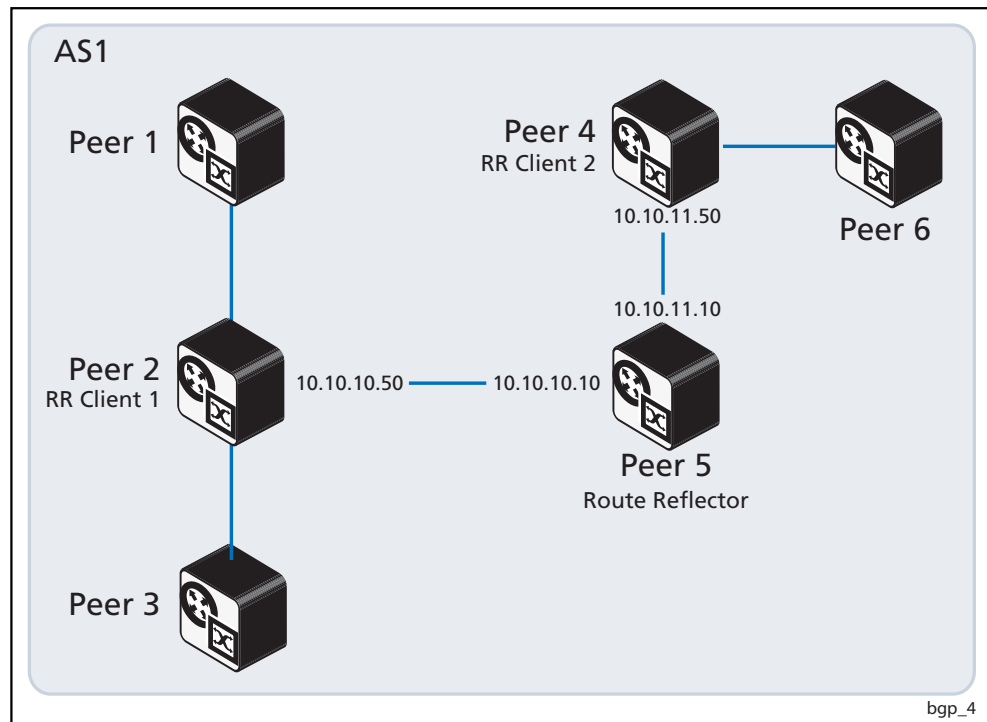 AS1
Peer 1
Peer 4
RR Client 2
10.10.11.50
Peer 6
10.10.11.10
Peer 2
RR Client 1
10.10.10.50
10.10.10.10
Peer 5
Route Reflector
Peer 3
bgp_4